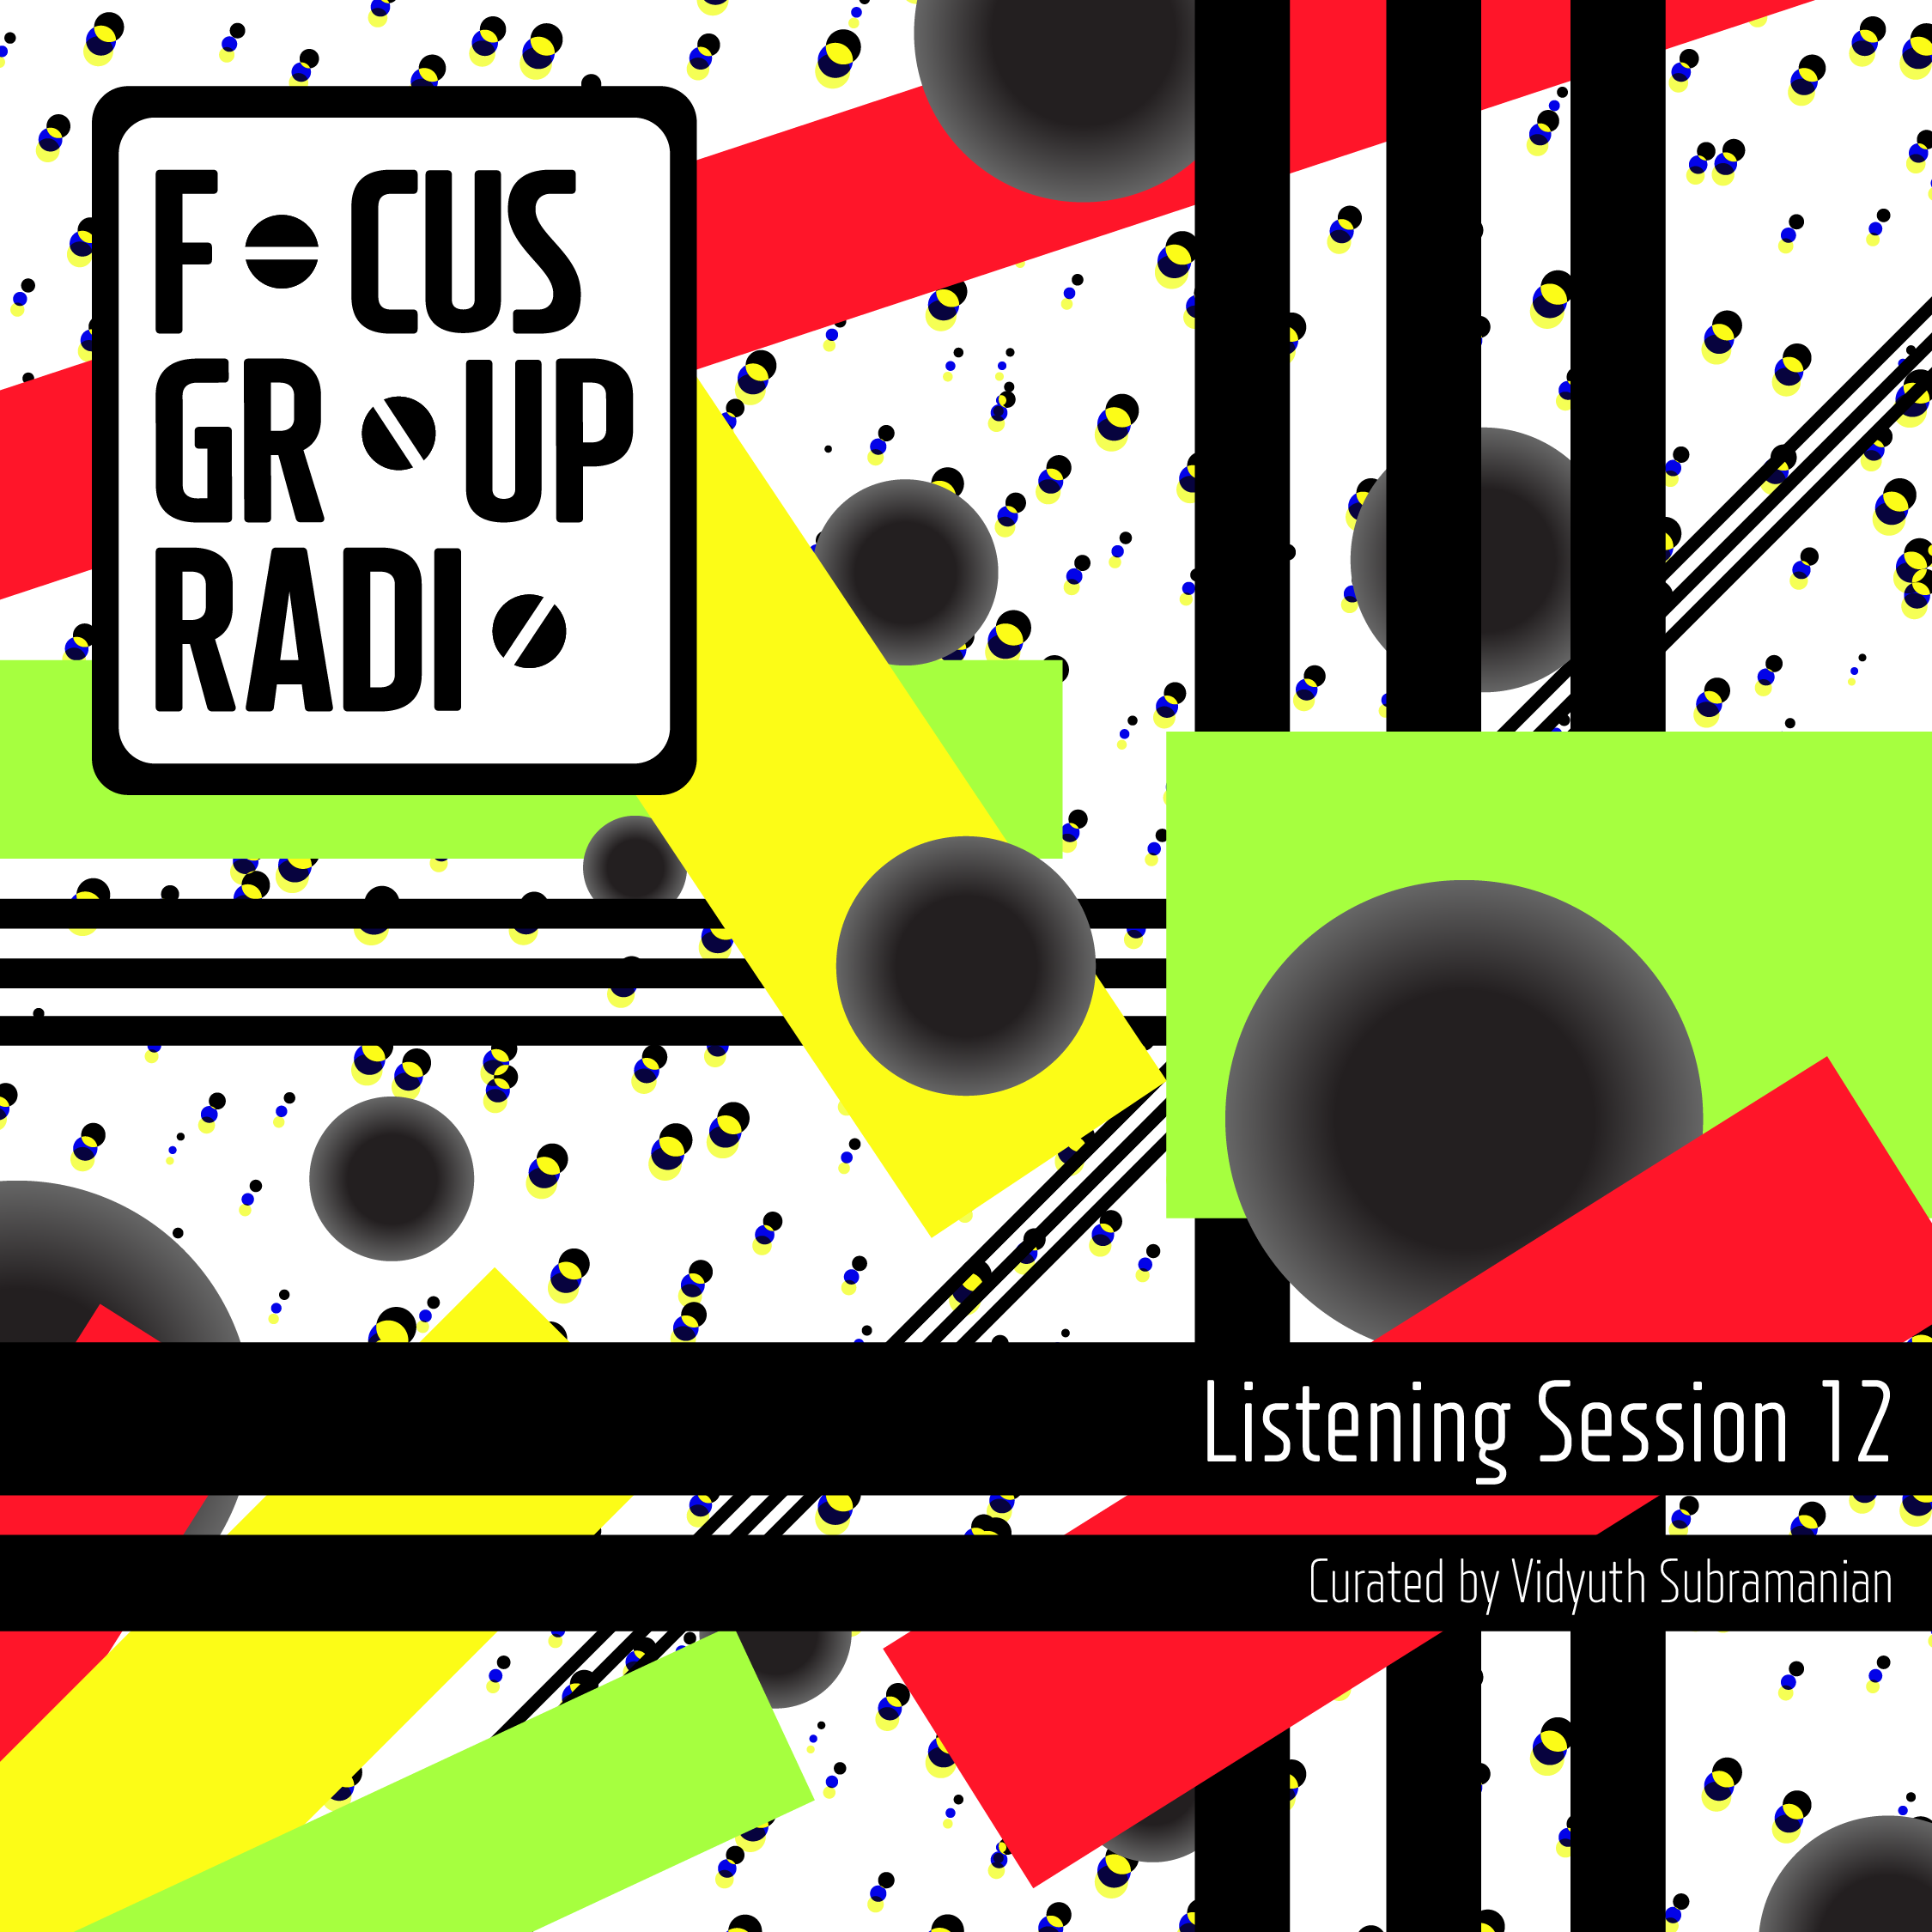 FOCUS
GROUP
RADIO
Listening Session 12
Curated by Vidyuth Subramanian